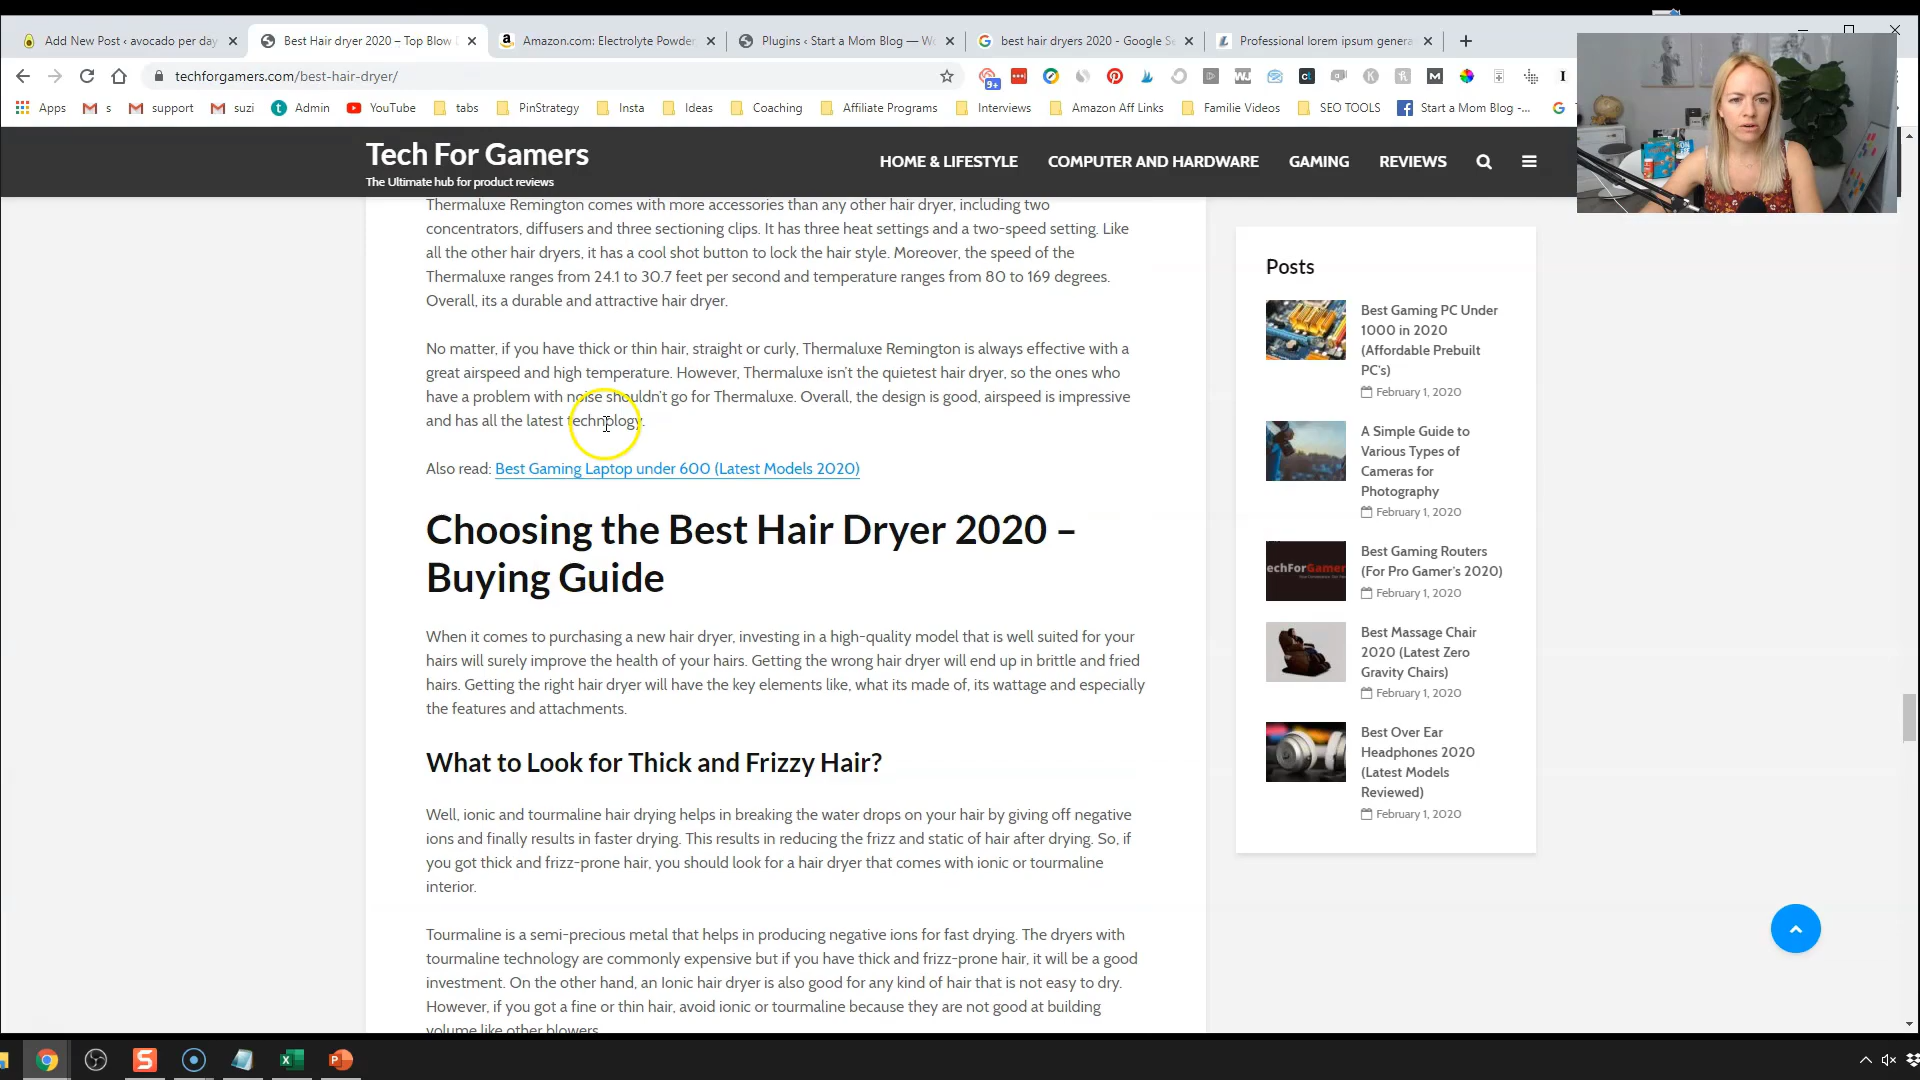 Add New Post ‹ avocado per day
Best Hair dryer 2020 – Top Blow
Amazon.com: Electrolyte Powder
Plugins ‹ Start a Mom Blog — W
best hair dryers 2020 - Google Se
Professional lorem ipsum genera
techforgamers.com/best-hair-dryer/
9+
Apps
s
support
suzi
Admin
YouTube
tabs
PinStrategy
Insta
Ideas
Coaching
Affiliate Programs
Interviews
Amazon Aff Links
Familie Videos
SEO TOOLS
Start a Mom Blog -...
Tech For Gamers
The Ultimate hub for product reviews
HOME & LIFESTYLE
COMPUTER AND HARDWARE
GAMING
REVIEWS
Thermaluxe Remington comes with more accessories than any other hair dryer, including two
concentrators, diffusers and three sectioning clips. It has three heat settings and a two-speed setting. Like
all the other hair dryers, it has a cool shot button to lock the hair style. Moreover, the speed of the
Thermaluxe ranges from 24.1 to 30.7 feet per second and temperature ranges from 80 to 169 degrees.
Overall, its a durable and attractive hair dryer.
No matter, if you have thick or thin hair, straight or curly, Thermaluxe Remington is always effective with a
great airspeed and high temperature. However, Thermaluxe isn't the quietest hair dryer, so the ones who
have a problem with noise shouldn't go for Thermaluxe. Overall, the design is good, airspeed is impressive
and has all the latest technology.
Also read: Best Gaming Laptop under 600 (Latest Models 2020)
Choosing the Best Hair Dryer 2020 –
Buying Guide
When it comes to purchasing a new hair dryer, investing in a high-quality model that is well suited for your
hairs will surely improve the health of your hairs. Getting the wrong hair dryer will end up in brittle and fried
hairs. Getting the right hair dryer will have the key elements like, what its made of, its wattage and especially
the features and attachments.
What to Look for Thick and Frizzy Hair?
Well, ionic and tourmaline hair drying helps in breaking the water drops on your hair by giving off negative
ions and finally results in faster drying. This results in reducing the frizz and static of hair after drying. So, if
you got thick and frizz-prone hair, you should look for a hair dryer that comes with ionic or tourmaline
interior.
Tourmaline is a semi-precious metal that helps in producing negative ions for fast drying. The dryers with
tourmaline technology are commonly expensive but if you have thick and frizz-prone hair, it will be a good
investment. On the other hand, an Ionic hair dryer is also good for any kind of hair that is not easy to dry.
However, if you got a fine or thin hair, avoid ionic or tourmaline because they are not good at building
volume like other blowers.
Posts
Best Gaming PC Under
1000 in 2020
(Affordable Prebuilt
PC's)
February 1, 2020
A Simple Guide to
Various Types of
Cameras for
Photography
February 1, 2020
echForGamer
Best Gaming Routers
(For Pro Gamer's 2020)
February 1, 2020
Best Massage Chair
2020 (Latest Zero
Gravity Chairs)
February 1, 2020
Best Over Ear
Headphones 2020
(Latest Models
Reviewed)
February 1, 2020